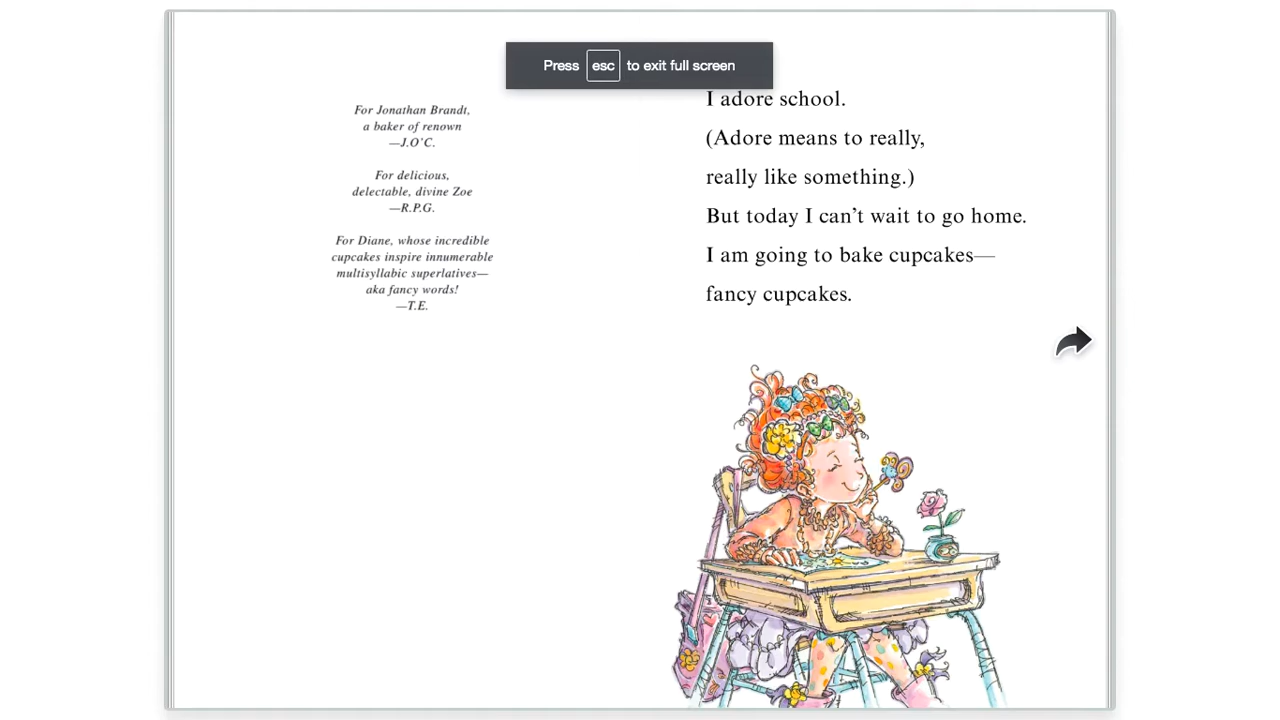 Press esc to exit full screen
For Jonathan Brandt,
a baker of renown
—J.O'C.
For delicious,
delectable, divine Zoe
—R.P.G.
For Diane, whose incredible
cupcakes inspire innumerable
multisyllabic superlatives—
aka fancy words!
—T.E.
I adore school.
(Adore means to really,
really like something.)
But today I can’t wait to go home.
I am going to bake cupcakes—
fancy cupcakes.